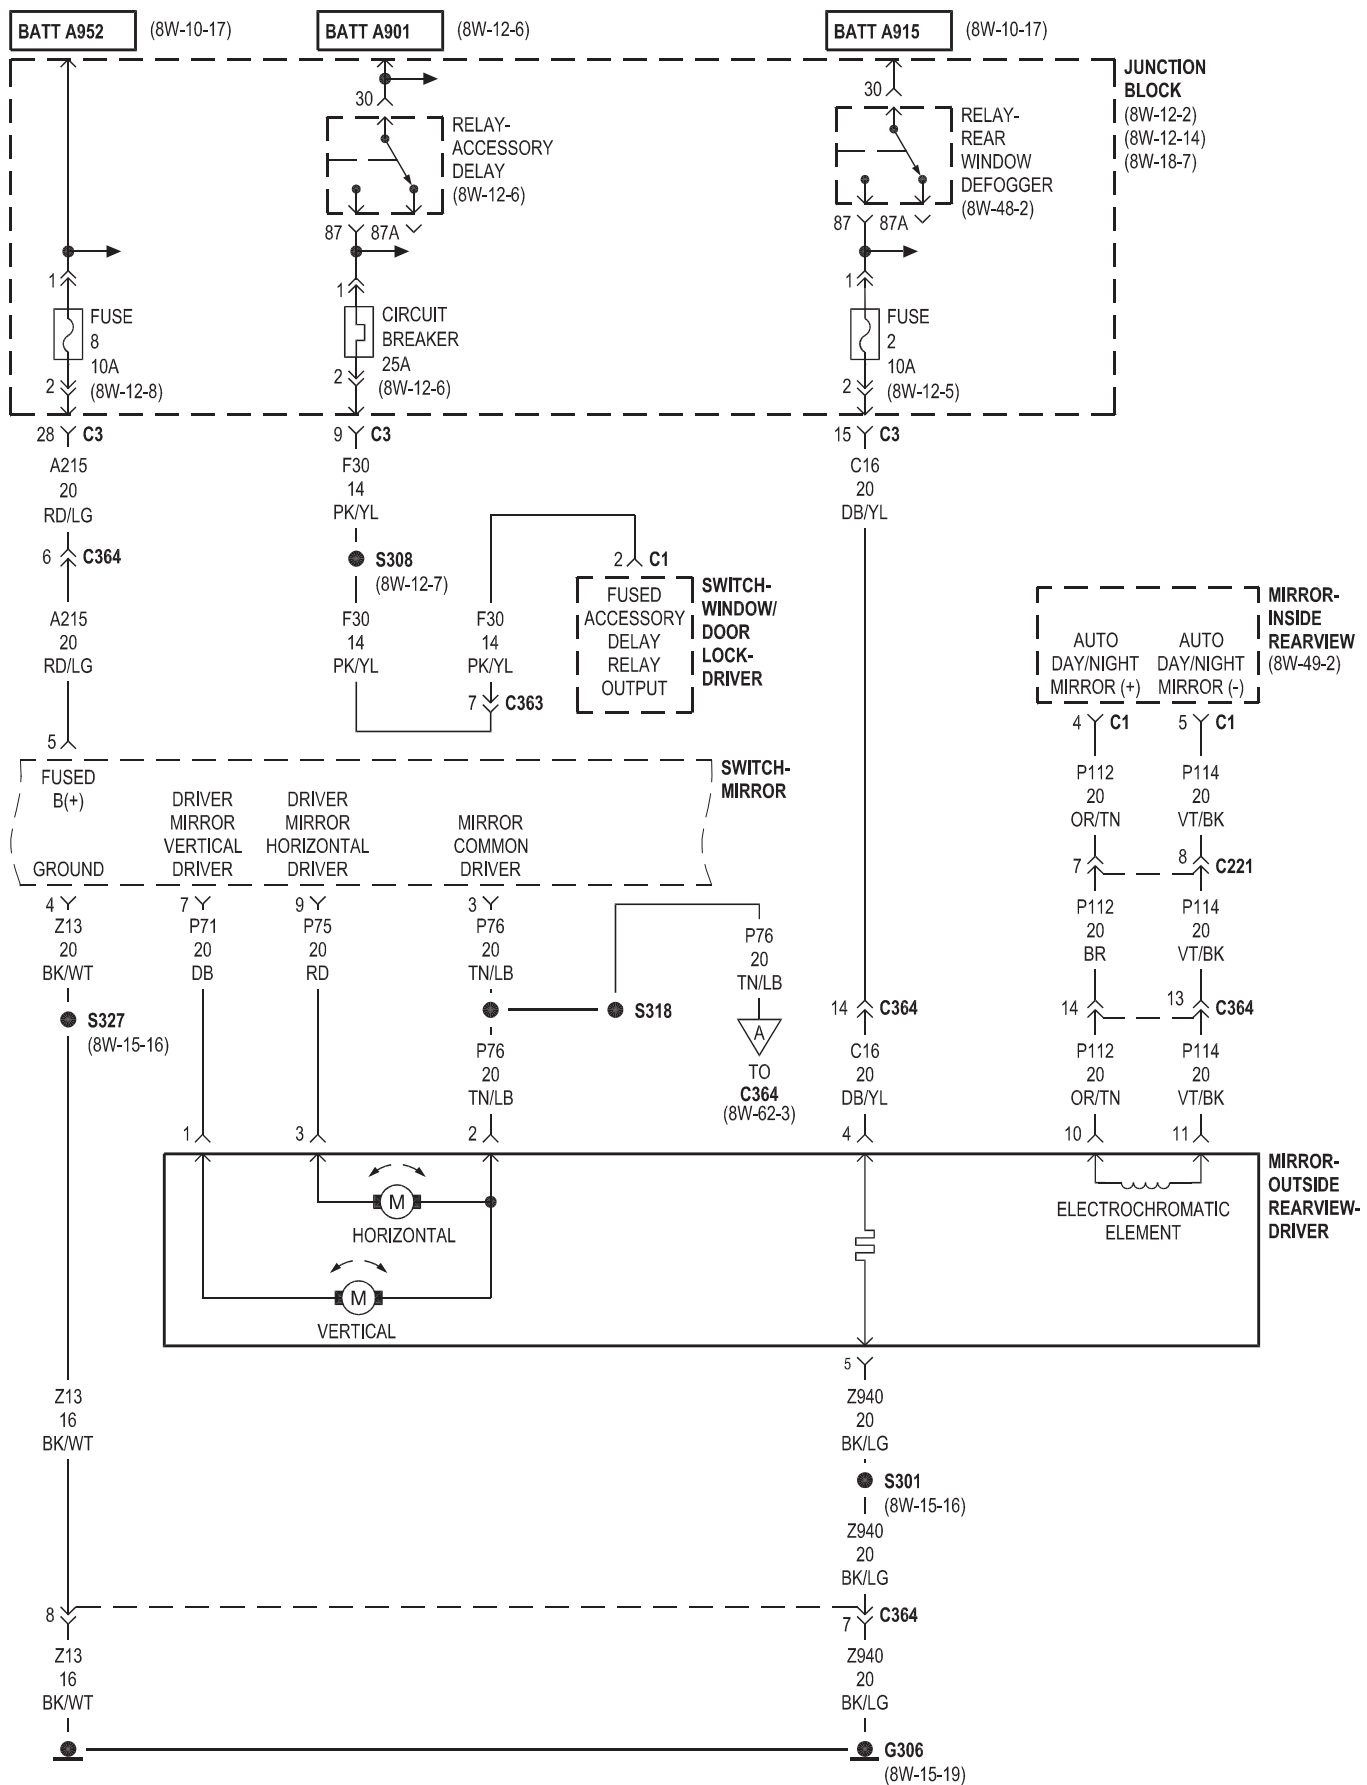 BATT A952 (8W-10-17)
BATT A901 (8W-12-6)
BATT A915 (8W-10-17)
JUNCTION
BLOCK
(8W-12-2)
(8W-12-14)
(8W-18-7)
30
RELAY-
ACCESSORY
DELAY
(8W-12-6)
87 87A
30
RELAY-
REAR
WINDOW
DEFOGGER
(8W-48-2)
87 87A
1
FUSE
8
10A
(8W-12-8)
2
1
CIRCUIT
BREAKER
25A
(8W-12-6)
2
1
FUSE
2
10A
(8W-12-5)
2
28 C3
A215
20
RD/LG
6 C364
A215
20
RD/LG
5
9 C3
F30
14
PK/YL
S308
(8W-12-7)
F30
14
PK/YL
F30
14
PK/YL
7 C363
2 C1
FUSED
ACCESSORY
DELAY
RELAY
OUTPUT
SWITCH-
WINDOW/
DOOR
LOCK-
DRIVER
15 C3
C16
20
DB/YL
MIRROR-
INSIDE
REARVIEW
(8W-49-2)
AUTO
DAY/NIGHT
MIRROR (+)
AUTO
DAY/NIGHT
MIRROR (-)
4 C1
5 C1
P112
20
OR/TN
P114
20
VT/BK
7
8 C221
P112
20
BR
P114
20
VT/BK
14
13 C364
P112
20
OR/TN
P114
20
VT/BK
10
11
SWITCH-
MIRROR
FUSED
B(+)
GROUND
DRIVER
MIRROR
VERTICAL
DRIVER
DRIVER
MIRROR
HORIZONTAL
DRIVER
MIRROR
COMMON
DRIVER
4
Z13
20
BK/WT
S327
(8W-15-16)
7
P71
20
DB
9
P75
20
RD
3
P76
20
TN/LB
S318
P76
20
TN/LB
P76
20
TN/LB
A
TO
C364
(8W-62-3)
14 C364
C16
20
DB/YL
1
3
2
4
MIRROR-
OUTSIDE
REARVIEW-
DRIVER
M
HORIZONTAL
M
VERTICAL
ELECTROCHROMATIC
ELEMENT
5
Z13
16
BK/WT
Z940
20
BK/LG
S301
(8W-15-16)
Z940
20
BK/LG
8
7 C364
Z13
16
BK/WT
Z940
20
BK/LG
G306
(8W-15-19)